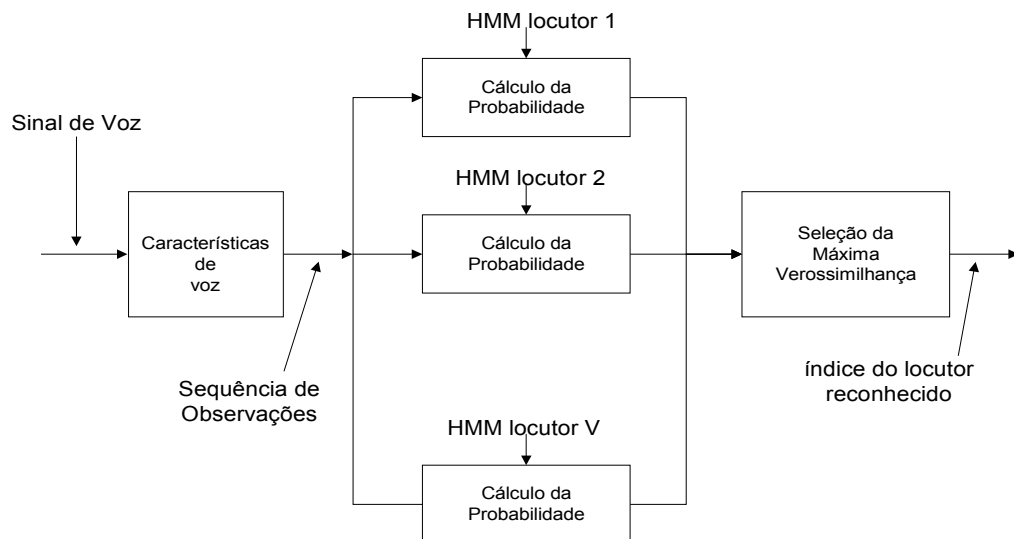 HMM locutor 1
Cálculo da
Probabilidade
Sinal de Voz
HMM locutor 2
Características
de
voz
Cálculo da
Probabilidade
Seleção da
Máxima
Verossimilhança
Sequência de
Observações
índice do locutor
reconhecido
HMM locutor V
Cálculo da
Probabilidade